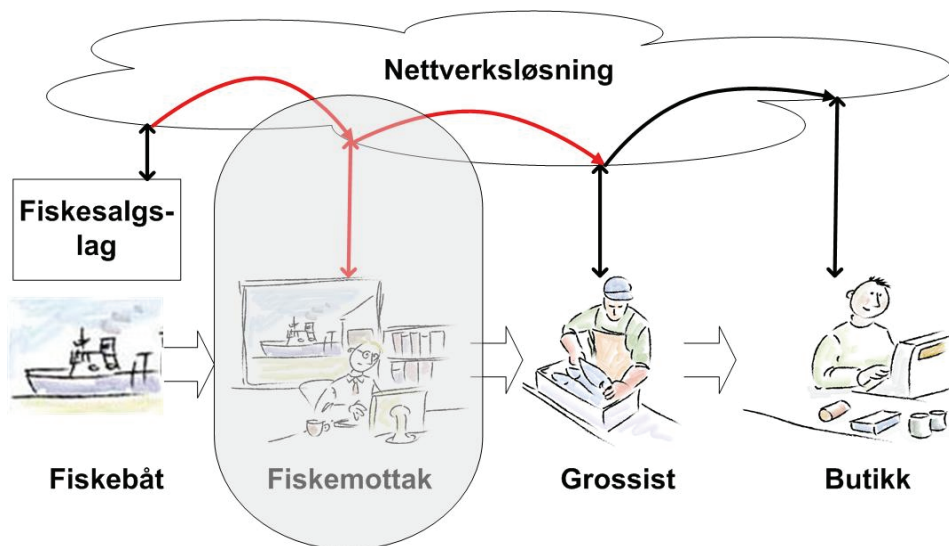 Nettverksløsning
Fiskesalgs-
lag
Fiskebåt
Fiskemottak
Grossist
Butikk